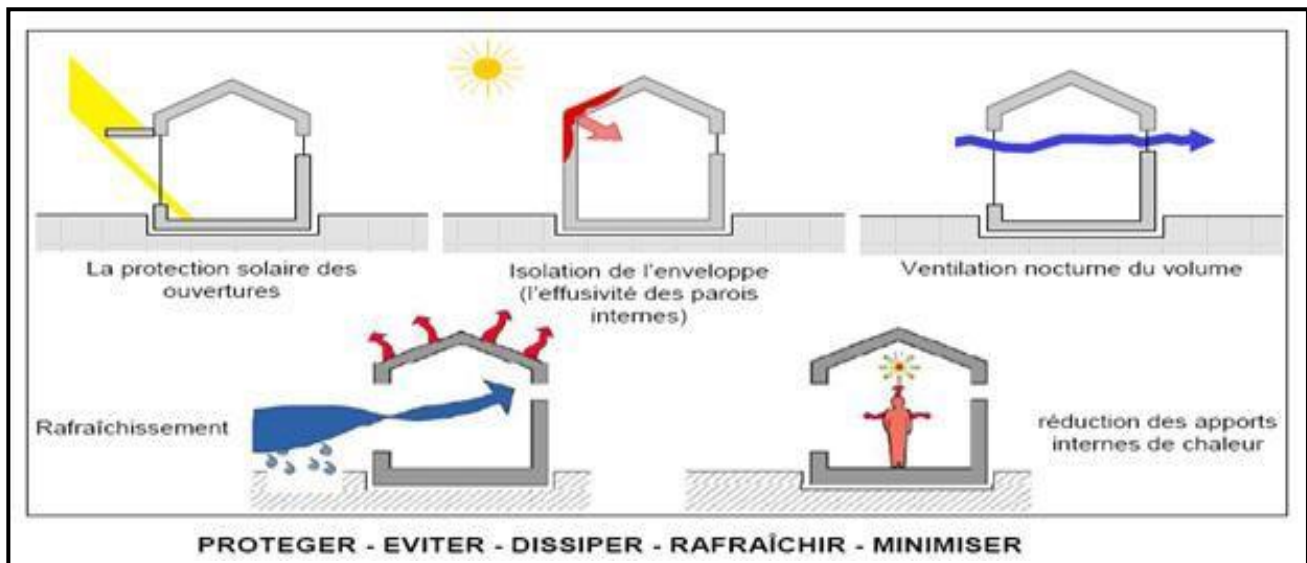 La protection solaire des
ouvertures
Isolation de l'enveloppe
(l'effusivité des parois
internes)
Ventilation nocturne du volume
Rafraîchissement
réduction des apports
internes de chaleur
PROTEGER - EVITER - DISSIPER - RAFRAÎCHIR - MINIMISER